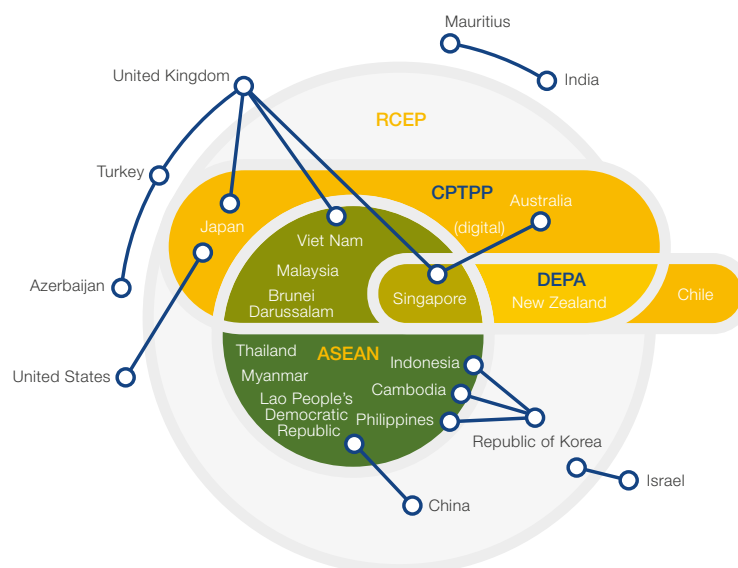 Mauritius
India
United Kingdom
RCEP
Turkey
CPTPP
Australia
Japan
(digital)
Viet Nam
Malaysia
DEPA
Azerbaijan
Brunei
Darussalam
Singapore
New Zealand
Chile
Thailand
ASEAN
Indonesia
United States
Myanmar
Cambodia
Lao People's
Democratic
Republic
Philippines
Republic of Korea
Israel
China